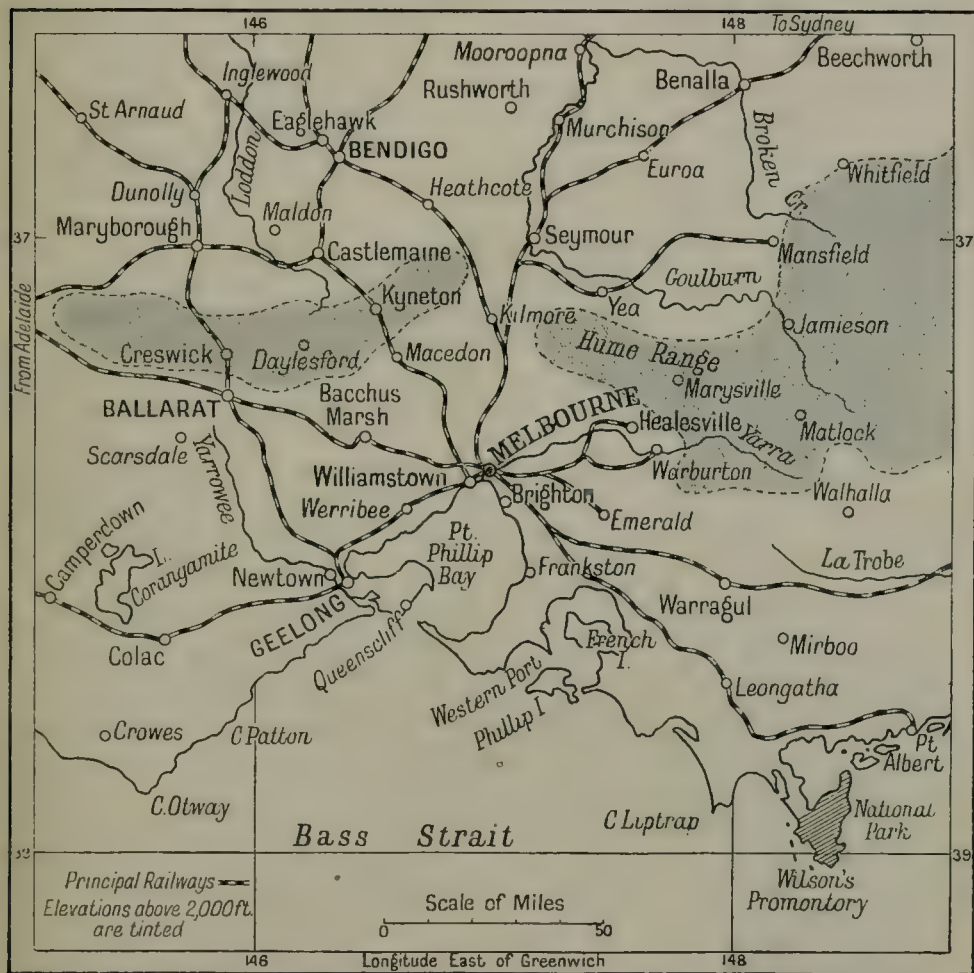 146
148
To Sydney
Mooroopna
Beechworth
Benalla
Inglewood
Rushworth
St Arnaud
Eaglehawk
Murchison
Broken
Cr.
BENDIGO
Euroa
Loddon
Whitfield
Dunolly
Heathcote
Maldon
Maryborough
37
Seymour
37
Castlemaine
Mansfield
Goulburn
Kyneton
Yea
From Adelaide
Kilmore
Jamieson
Creswick
Daylesford
Macedon
Hume Range
Marysville
BALLARAT
Bacchus
Marsh
MELBOURNE
Healesville
Matlock
Scarsdale
Yarra
Yarrowee
Williamstown
Warburton
Walhalla
Werribee
Brighton
Emerald
Camperdown
L.
Corangamite
Pt.
Phillip
Bay
La Trobe
Newtown
Frankston
GEELONG
Warragul
Queenscliff
French
I.
Mirboo
Colac
Western Port
Leongatha
Phillip I
Crowes
C Patton
Pt
Albert
C. Otway
C Liptrap
National
Park
Bass Strait
39
Wilson's
Promontory
Principal Railways
Elevations above 2,000ft.
are tinted
Scale of Miles
0 50
146
Longitude East of Greenwich
148